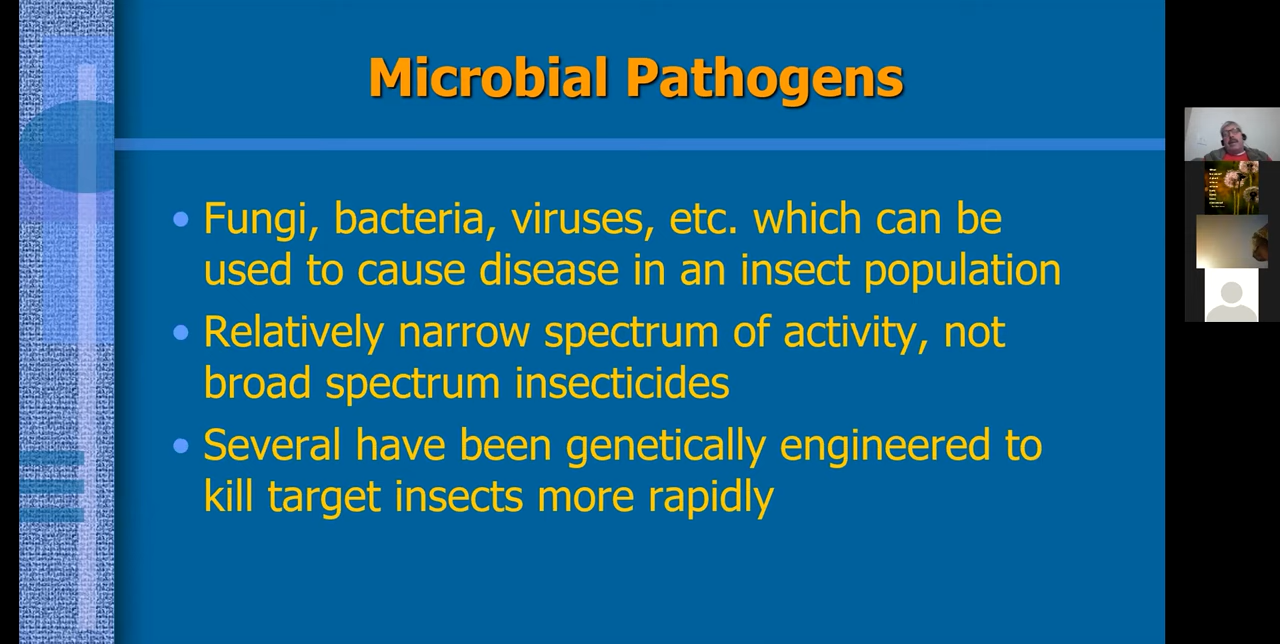 Microbial Pathogens
• Fungi, bacteria, viruses, etc. which can be
used to cause disease in an insect population
• Relatively narrow spectrum of activity, not
broad spectrum insecticides
• Several have been genetically engineered to
kill target insects more rapidly